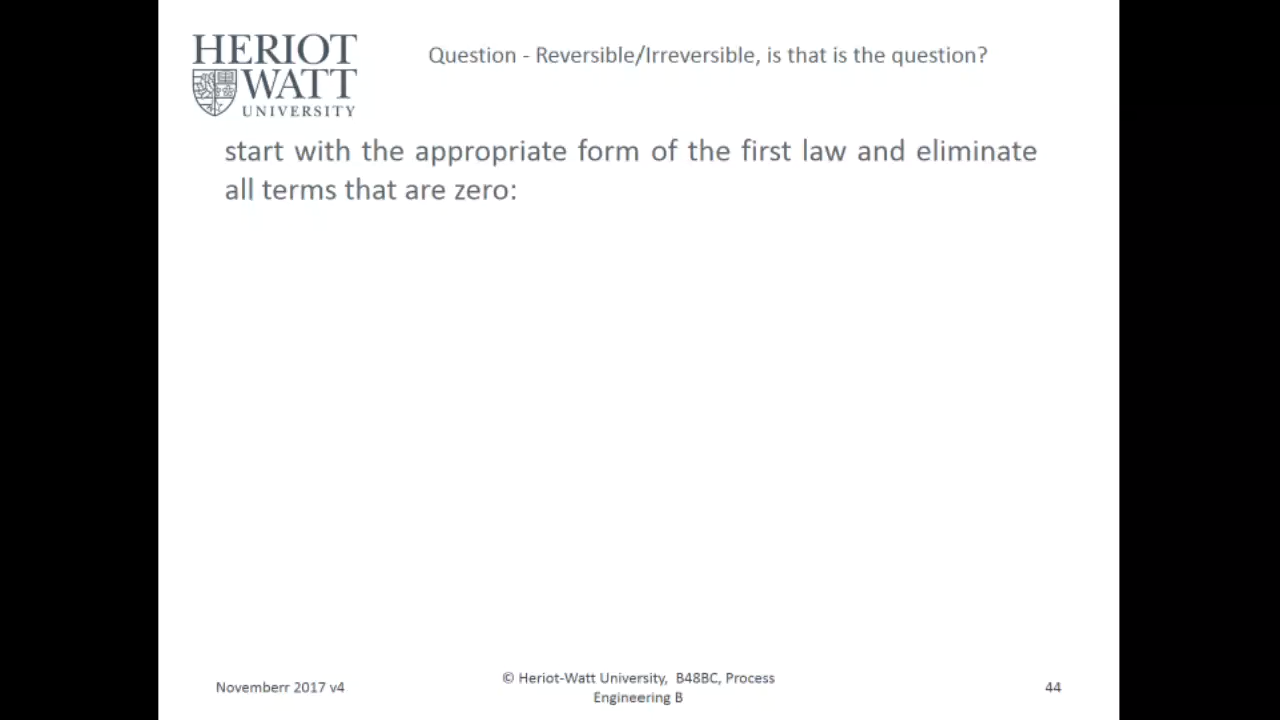 HERIOT
WATT
UNIVERSITY
Question - Reversible/Irreversible, is that is the question?
start with the appropriate form of the first law and eliminate
all terms that are zero:
Novemberr 2017 v4
© Heriot-Watt University, B48BC, Process
Engineering B
44